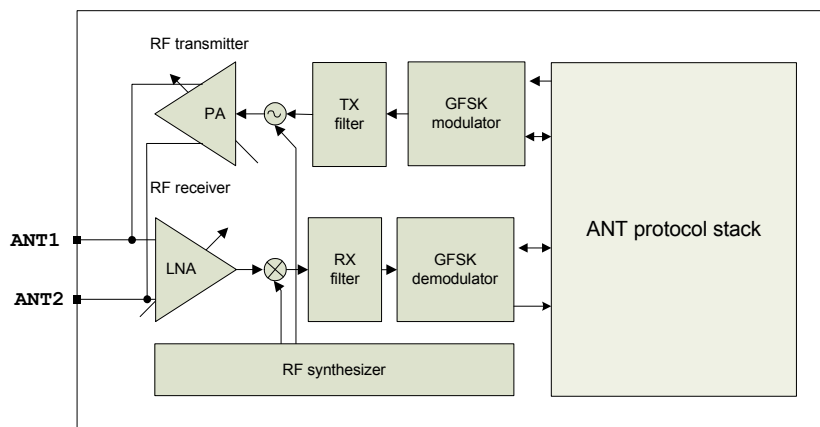 RF transmitter
PA
TX
filter
GFSK
modulator
ANT protocol stack
RF receiver
ANT1
LNA
RX
filter
GFSK
demodulator
ANT2
RF synthesizer